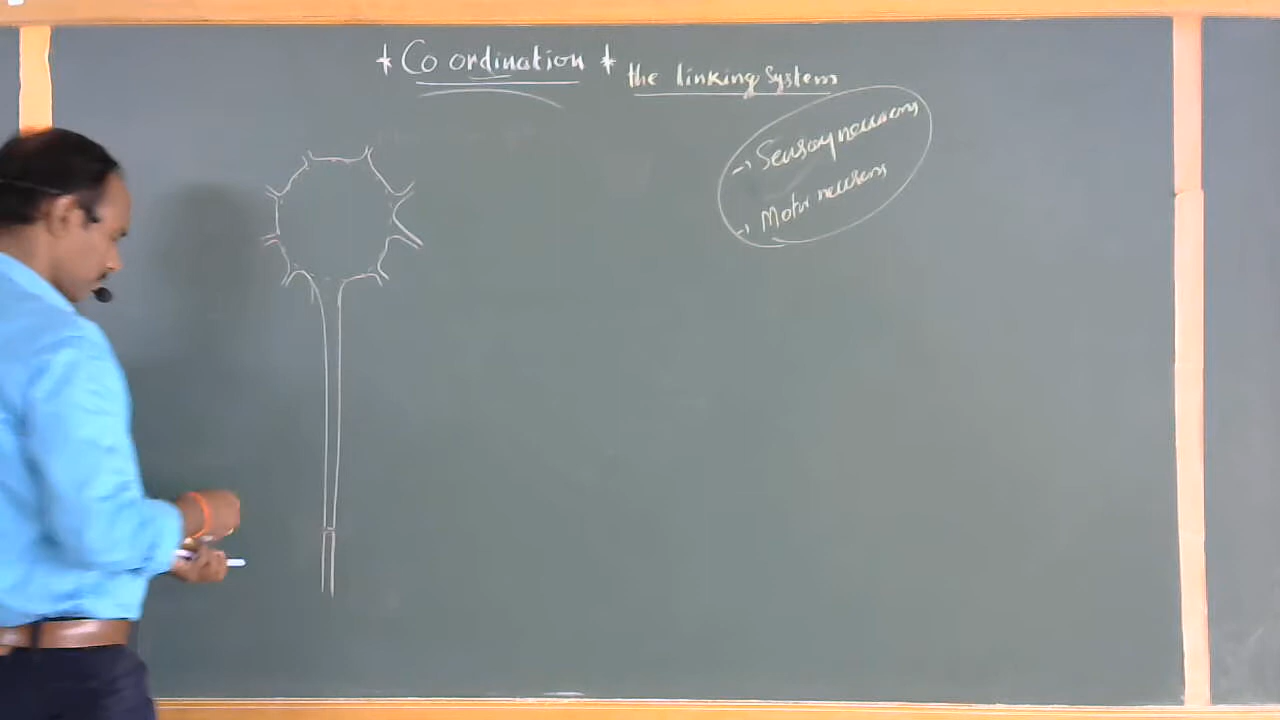 * Co ordination *
the linking system
-> Sensory neurons
-> Motor neurons